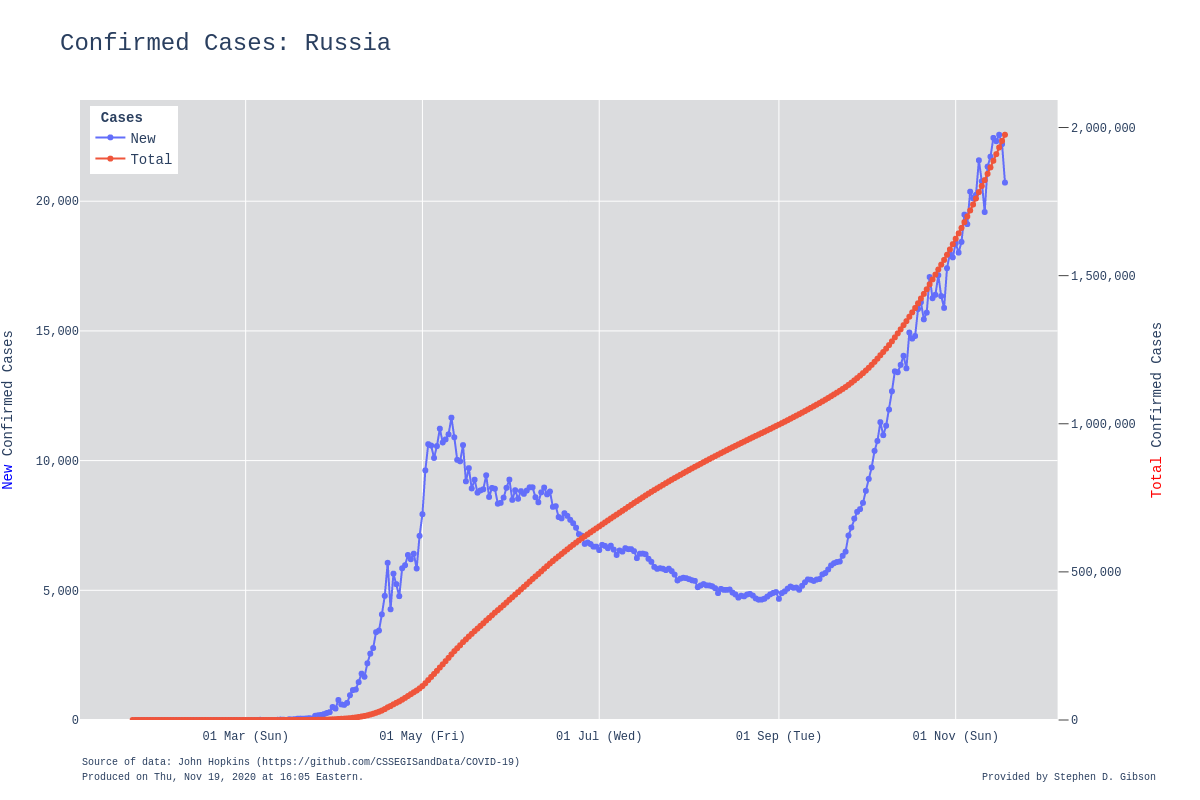 Confirmed Cases: Russia
Cases
New
Total
20,000
15,000
10,000
5,000
0
2,000,000
1,500,000
1,000,000
500,000
0
New Confirmed Cases
Total Confirmed Cases
01 Mar (Sun)
01 May (Fri)
01 Jul (Wed)
01 Sep (Tue)
01 Nov (Sun)
Source of data: John Hopkins (https://github.com/CSSEGISandData/COVID-19)
Produced on Thu, Nov 19, 2020 at 16:05 Eastern.
Provided by Stephen D. Gibson